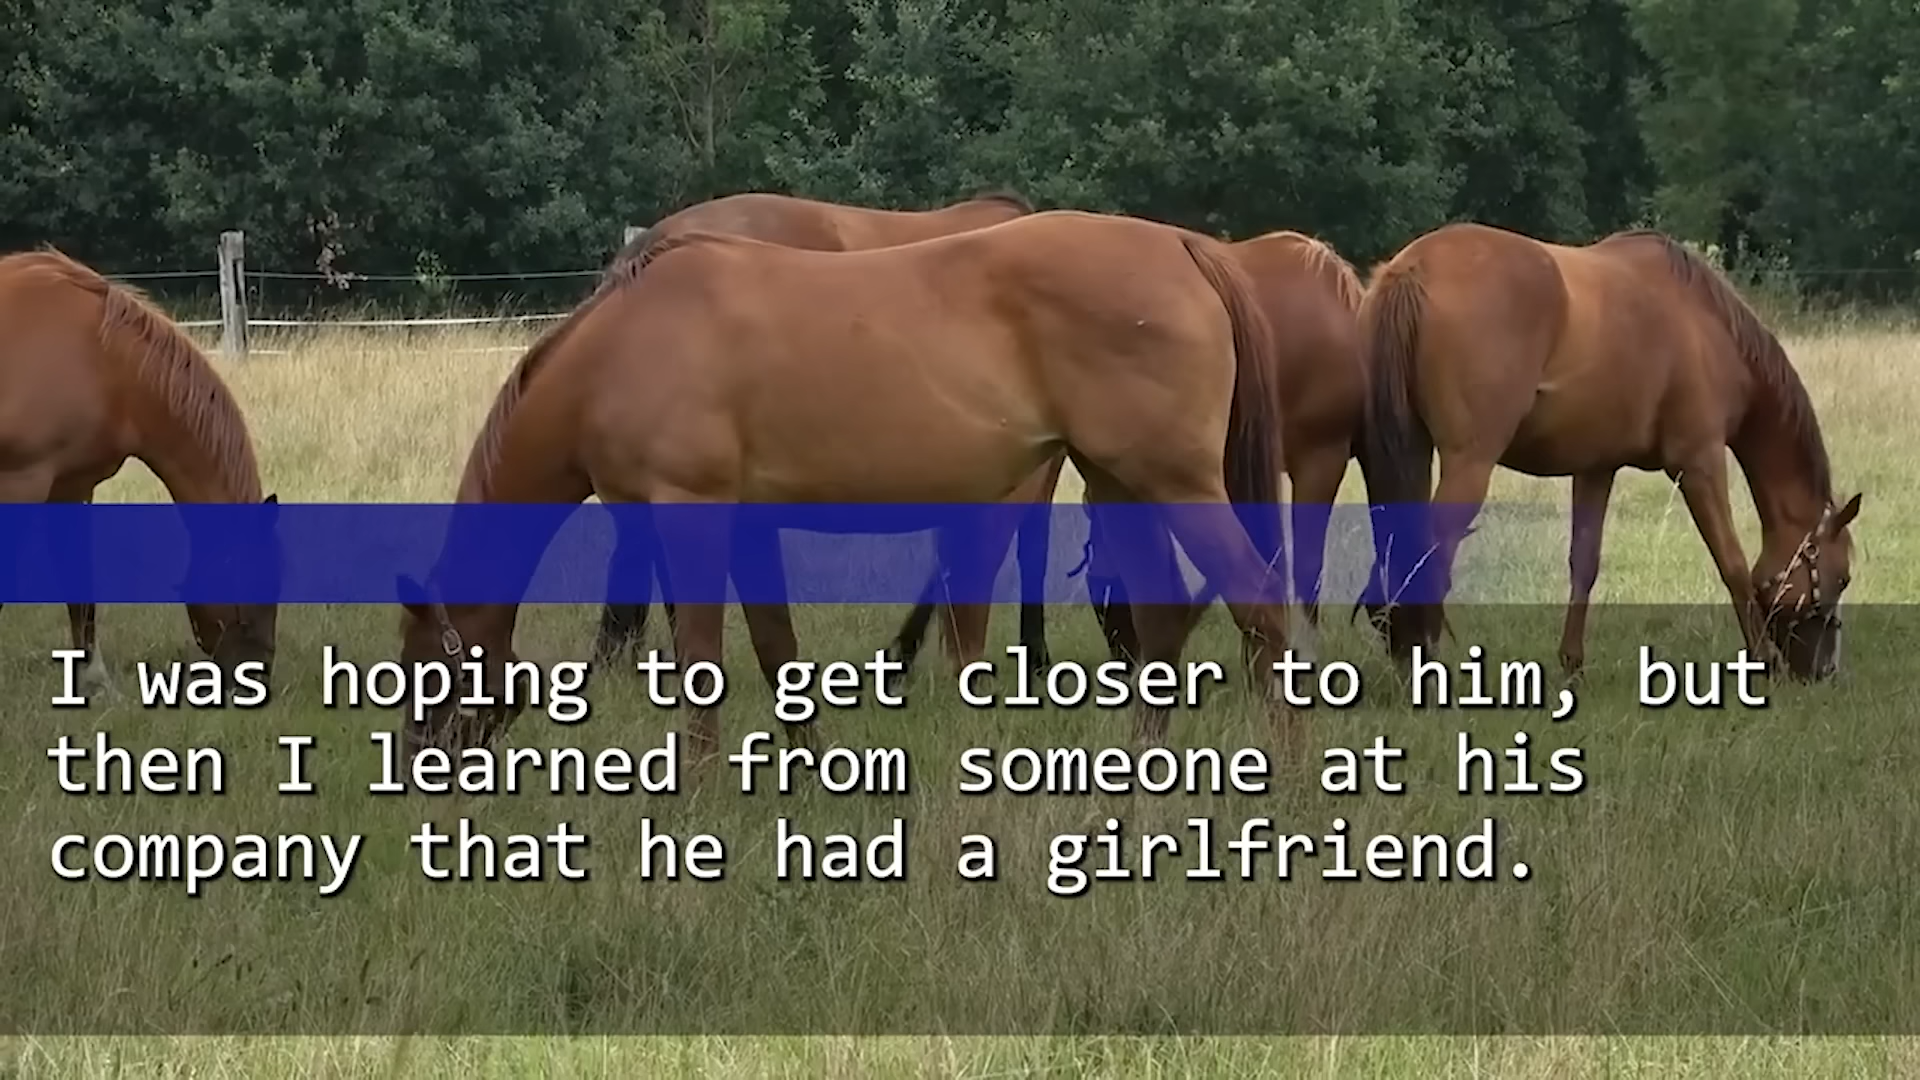 I was hoping to get closer to him, but
then I learned from someone at his
company that he had a girlfriend.